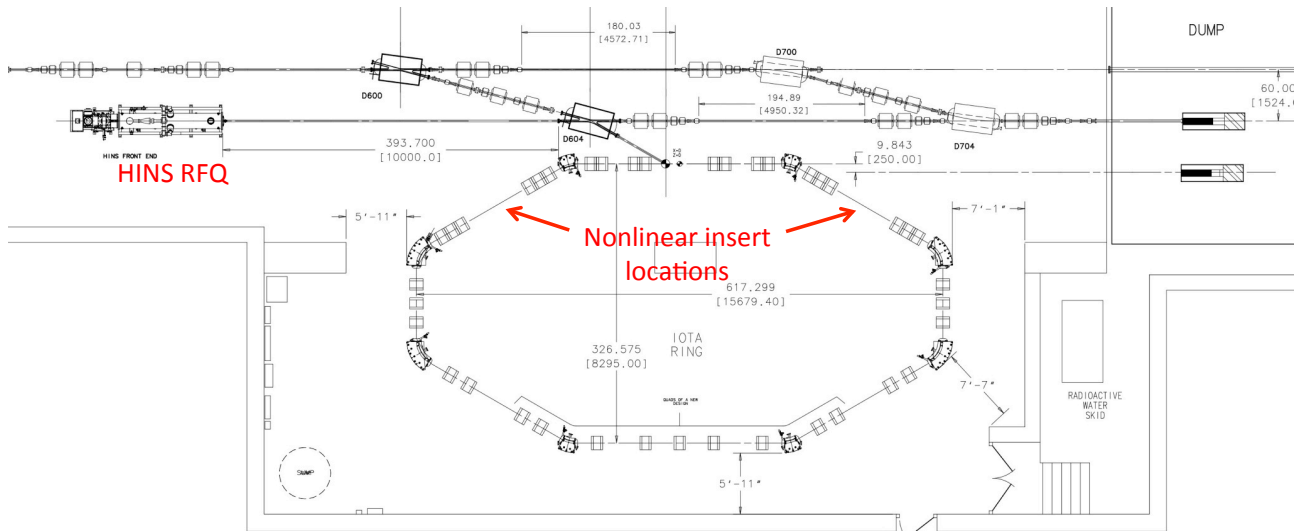 180.03
[4572.71]
D700
DUMP
D600
194.89
[4950.32]
60.00
[1524.0
D604
D704
393.700
[10000.0]
9.843
[250.00]
X=0
Z=0
HINS FRONT END
HINS RFQ
5'-11"
7'-1"
Nonlinear insert
locations
617.299
[15679.40]
IOTA
RING
326.575
[8295.00]
7'-7"
RADIOACTIVE
WATER
SKID
QUADS OF A NEW
DESIGN
SUMP
5'-11"